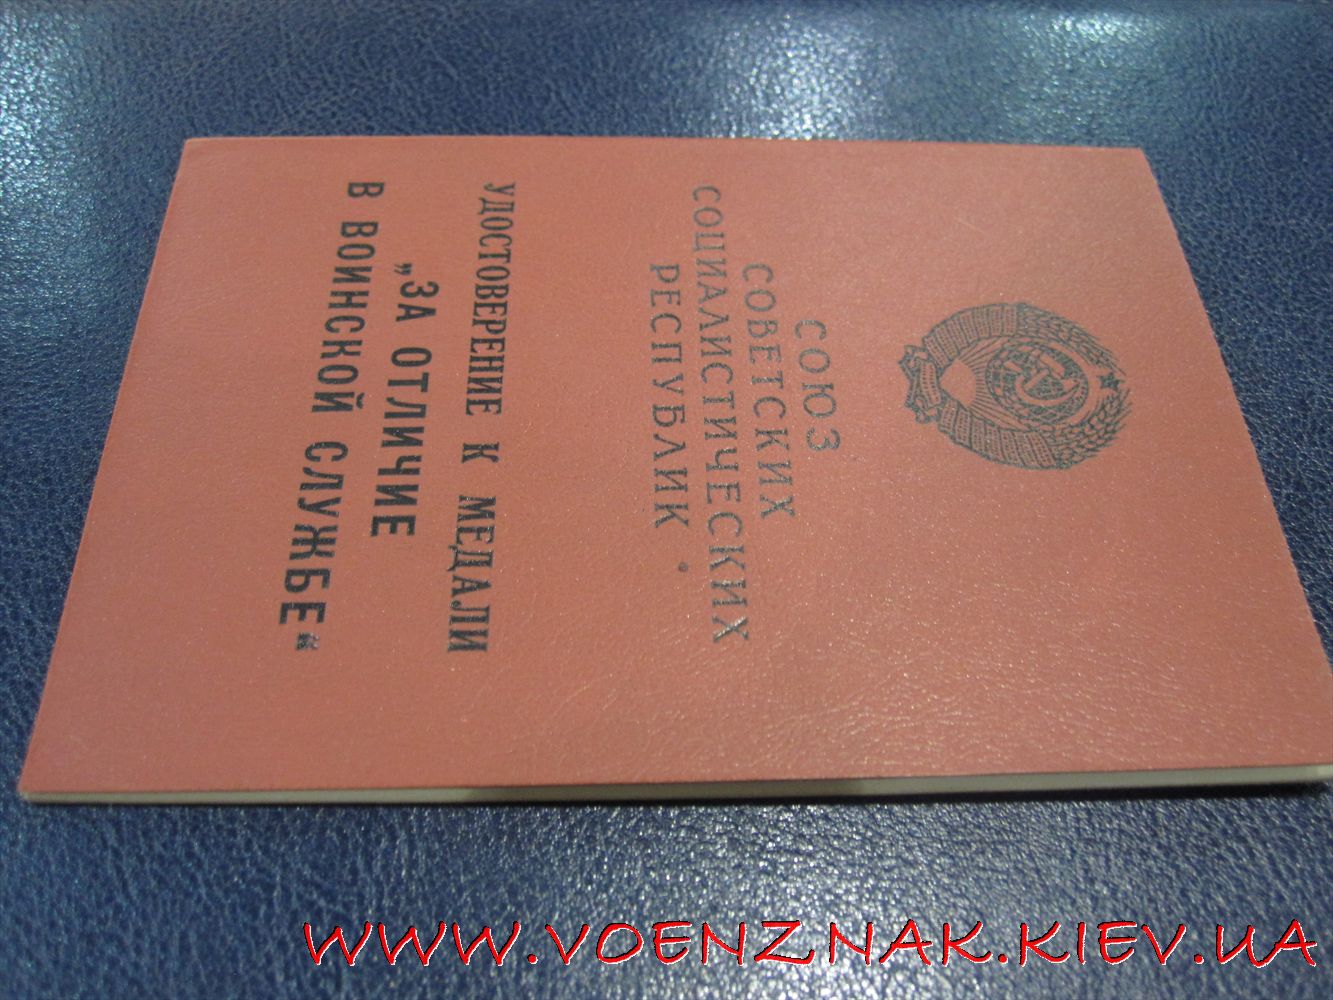 СОЮЗ
СОВЕТСКИХ
СОЦИАЛИСТИЧЕСКИХ
РЕСПУБЛИК
УДОСТОВЕРЕНИЕ К МЕДАЛИ
„ЗА ОТЛИЧИЕ
В ВОИНСКОЙ СЛУЖБЕ“
WWW.VOENZNAK.KIEV.UA